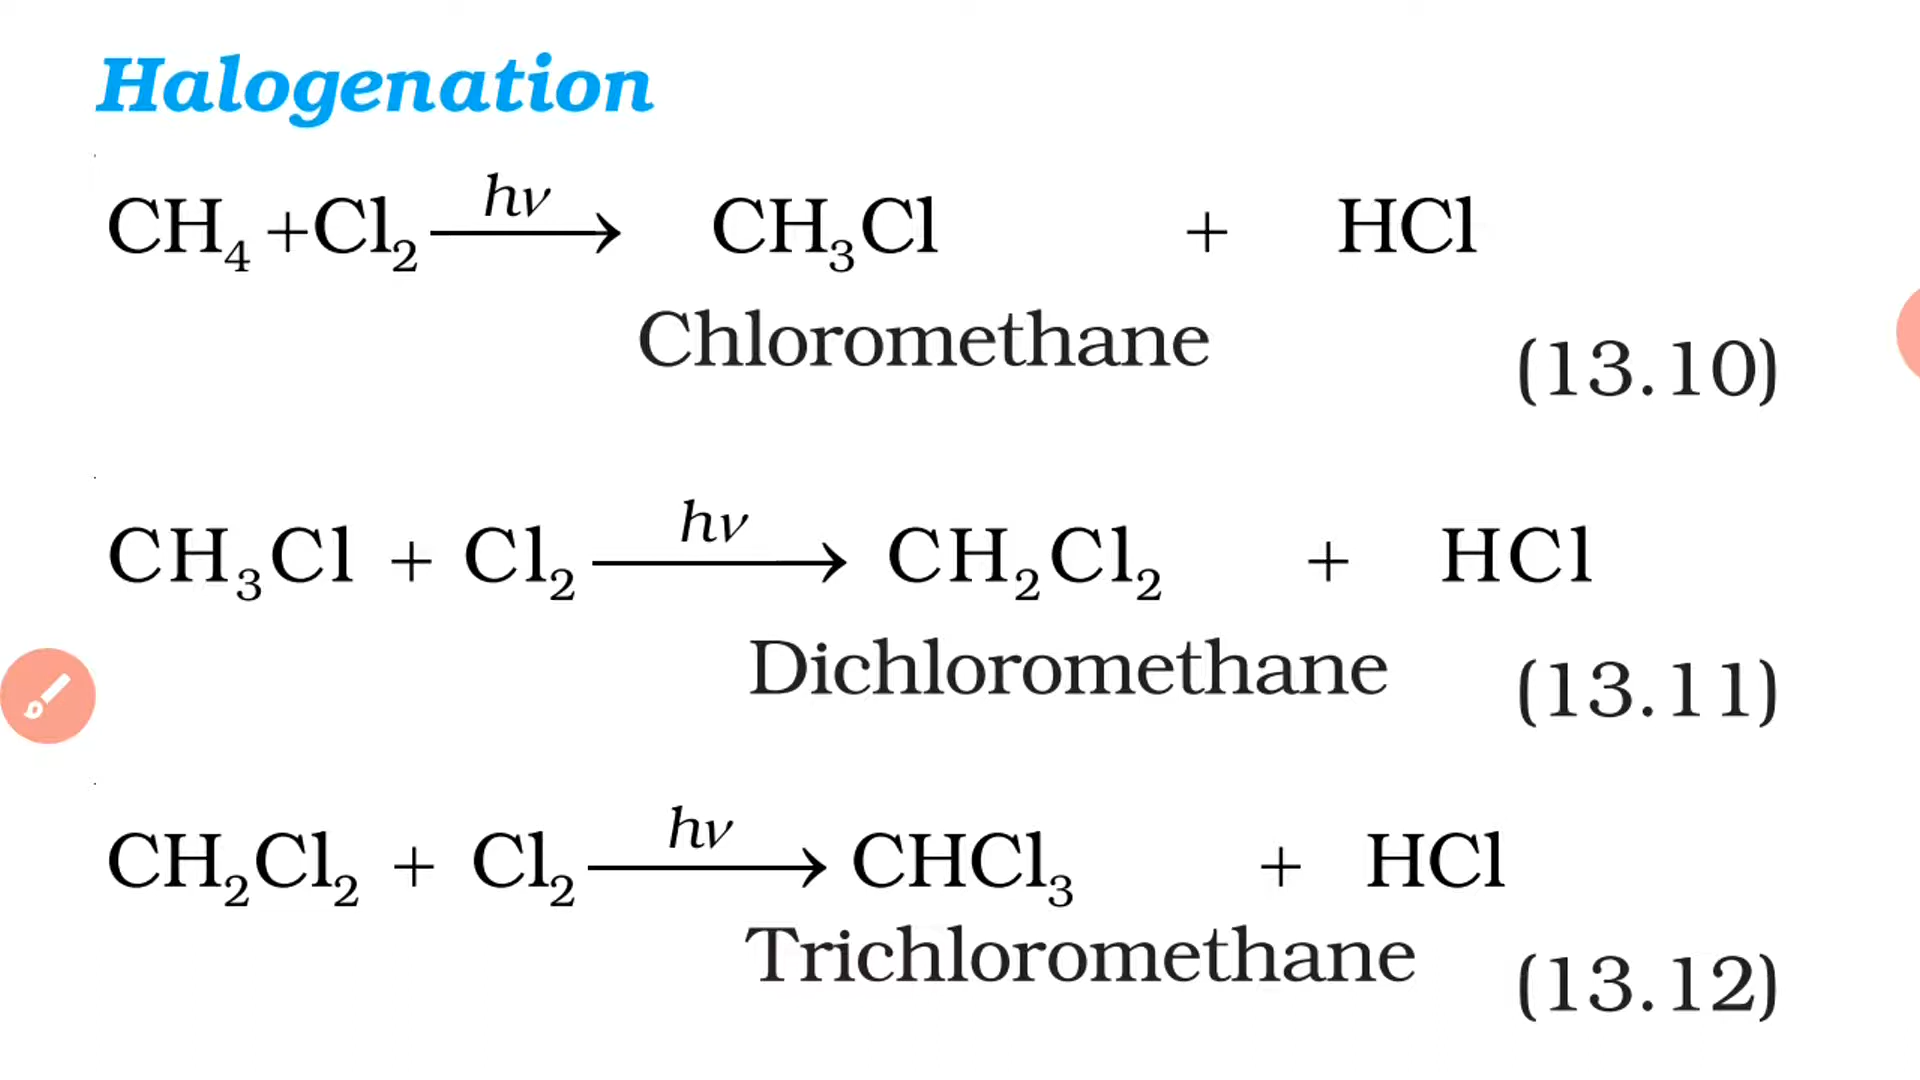 Halogenation
CH₄ +Cl₂ hν ⟶ CH₃Cl + HCl
Chloromethane
(13.10)
CH₃Cl + Cl₂ hν ⟶ CH₂Cl₂ + HCl
Dichloromethane
(13.11)
CH₂Cl₂ + Cl₂ hν ⟶ CHCl₃ + HCl
Trichloromethane
(13.12)